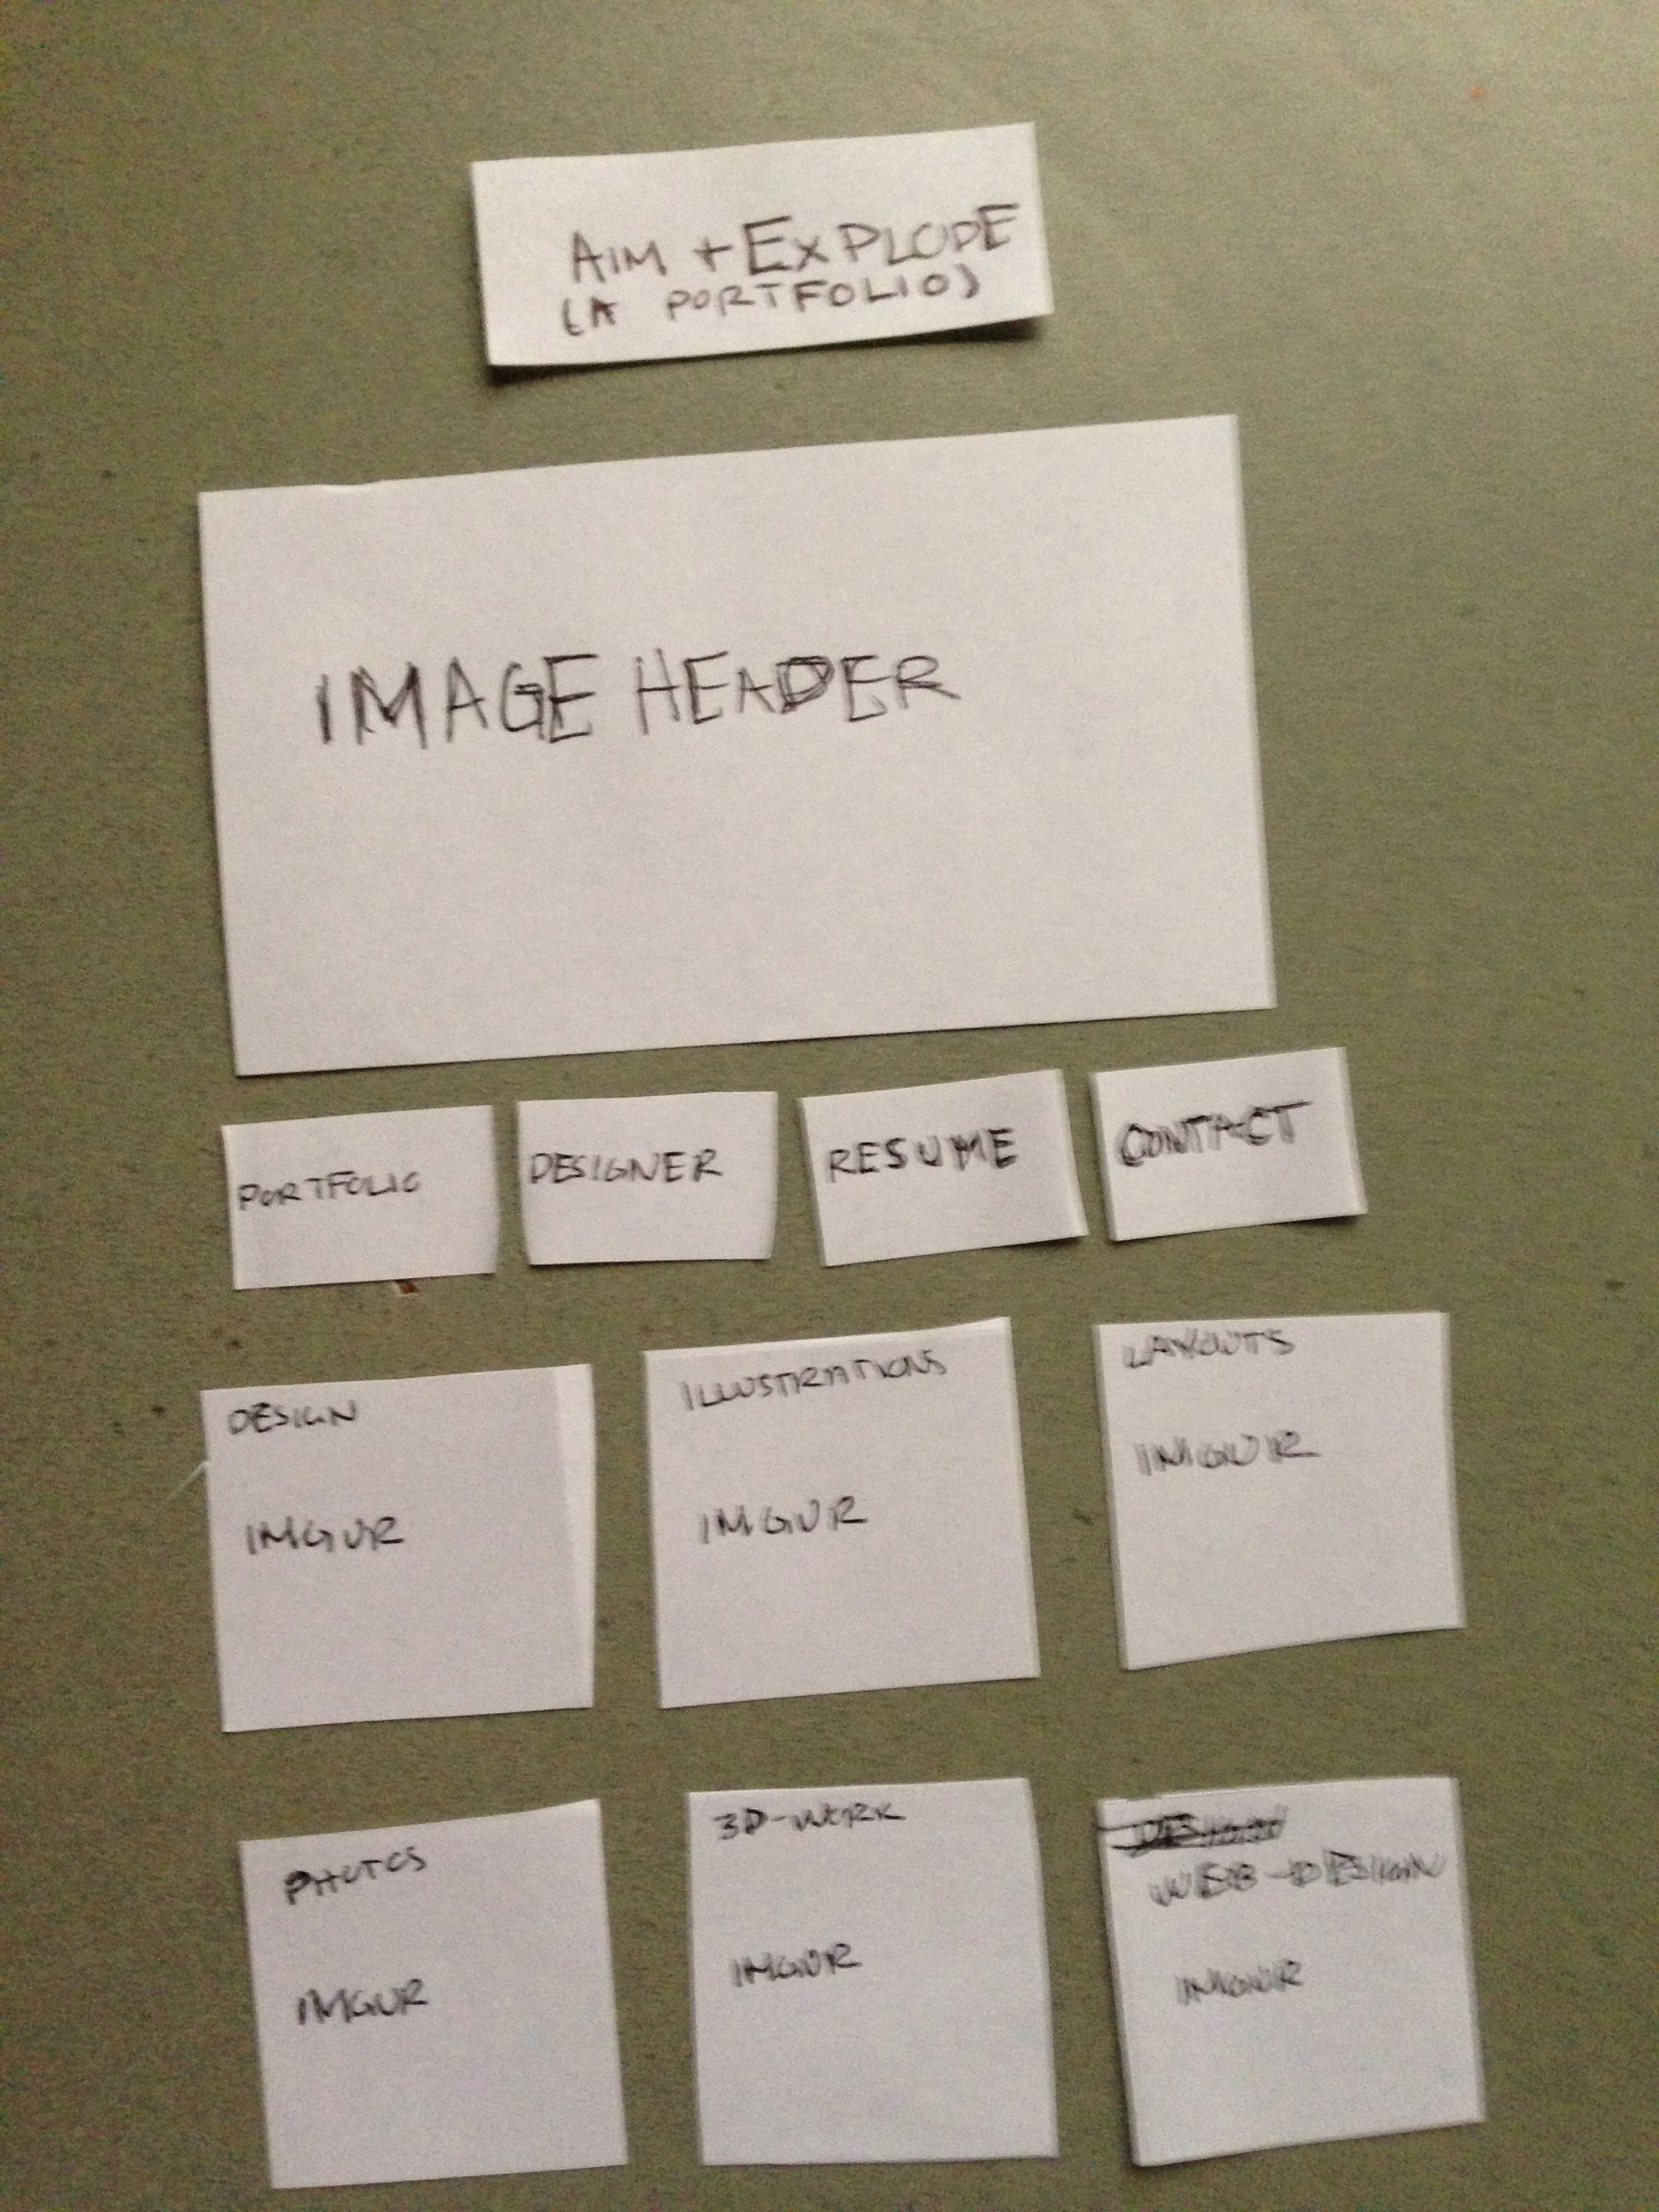 AIM + EXPLODE
(A PORTFOLIO)
IMAGE HEADER
PORTFOLIO
DESIGNER
RESUME
CONTACT
DESIGN
IMGUR
ILLUSTRATIONS
IMGUR
LAYOUTS
IMGUR
PHOTOS
IMGUR
3D-WORK
IMGUR
WEB-DESIGN
IMGUR